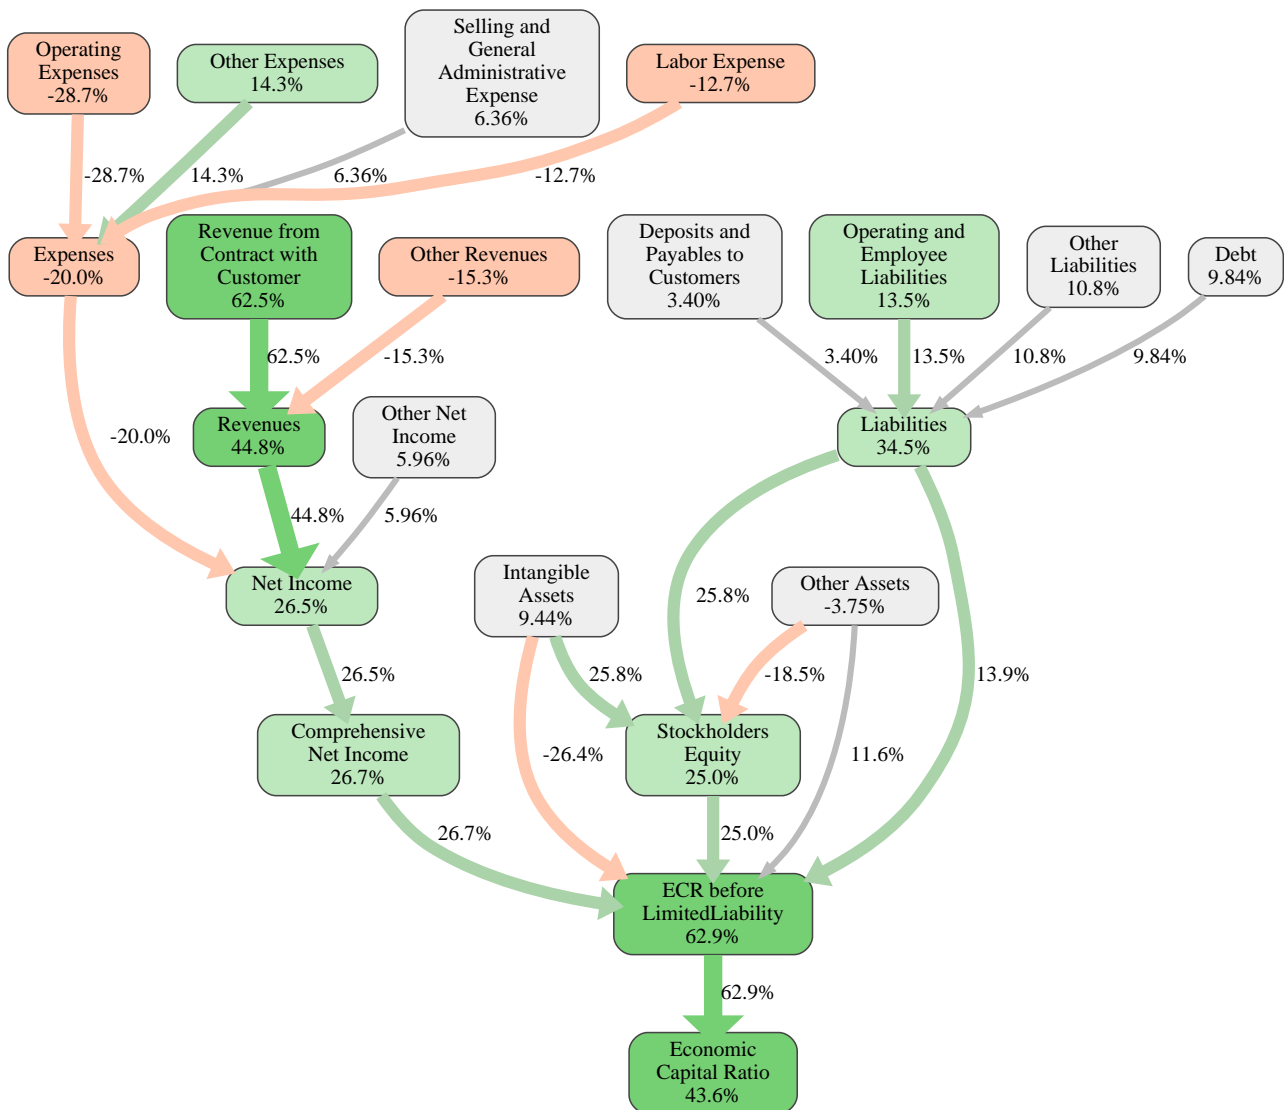 Operating
Expenses
-28.7%
Other Expenses
14.3%
Selling and
General
Administrative
Expense
6.36%
Labor Expense
-12.7%
-28.7%
14.3%
6.36%
-12.7%
Expenses
-20.0%
Revenue from
Contract with
Customer
62.5%
Other Revenues
-15.3%
Deposits and
Payables to
Customers
3.40%
Operating and
Employee
Liabilities
13.5%
Other
Liabilities
10.8%
Debt
9.84%
62.5%
-15.3%
3.40%
13.5%
10.8%
9.84%
-20.0%
Revenues
44.8%
Other Net
Income
5.96%
Liabilities
34.5%
44.8%
5.96%
Net Income
26.5%
Intangible
Assets
9.44%
25.8%
Other Assets
-3.75%
26.5%
25.8%
-18.5%
13.9%
Comprehensive
Net Income
26.7%
-26.4%
Stockholders
Equity
25.0%
11.6%
26.7%
25.0%
ECR before
LimitedLiability
62.9%
62.9%
Economic
Capital Ratio
43.6%